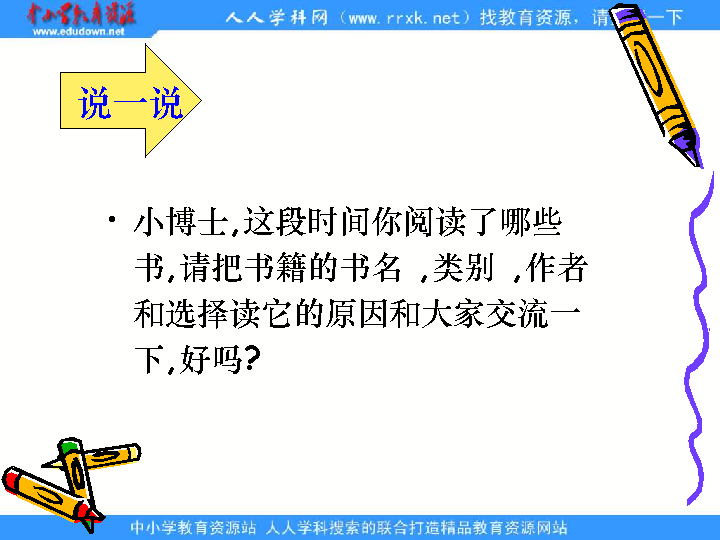 中小学教育资源
www.edudown.net
人人学科网（www.rrxk.net）找教育资源，请 一下
说一说
• 小博士,这段时间你阅读了哪些
书,请把书籍的书名 ,类别 ,作者
和选择读它的原因和大家交流一
下,好吗?
中小学教育资源站 人人学科搜索的联合打造精品教育资源网站